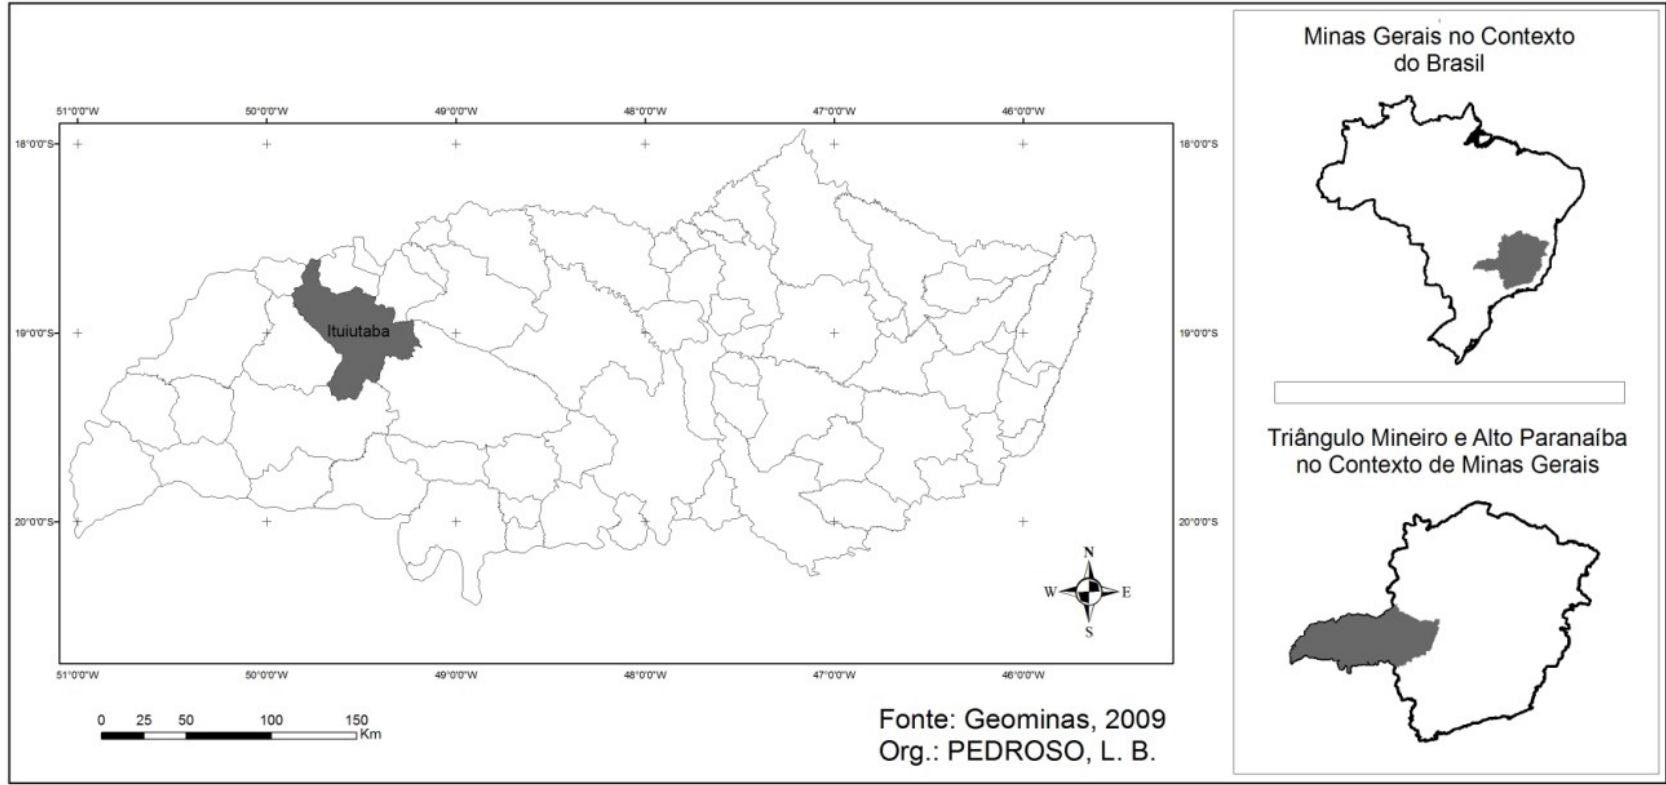 Minas Gerais no Contexto
do Brasil
51°0'0"W 50°0'0"W 49°0'0"W 48°0'0"W 47°0'0"W 46°0'0"W
18°0'0"S 18°0'0"S
Ituiutaba
19°0'0"S 19°0'0"S
Triângulo Mineiro e Alto Paranaíba
no Contexto de Minas Gerais
20°0'0"S 20°0'0"S
N
W E
S
51°0'0"W 50°0'0"W 49°0'0"W 48°0'0"W 47°0'0"W 46°0'0"W
0 25 50 100 150
Km
Fonte: Geominas, 2009
Org.: PEDROSO, L. B.